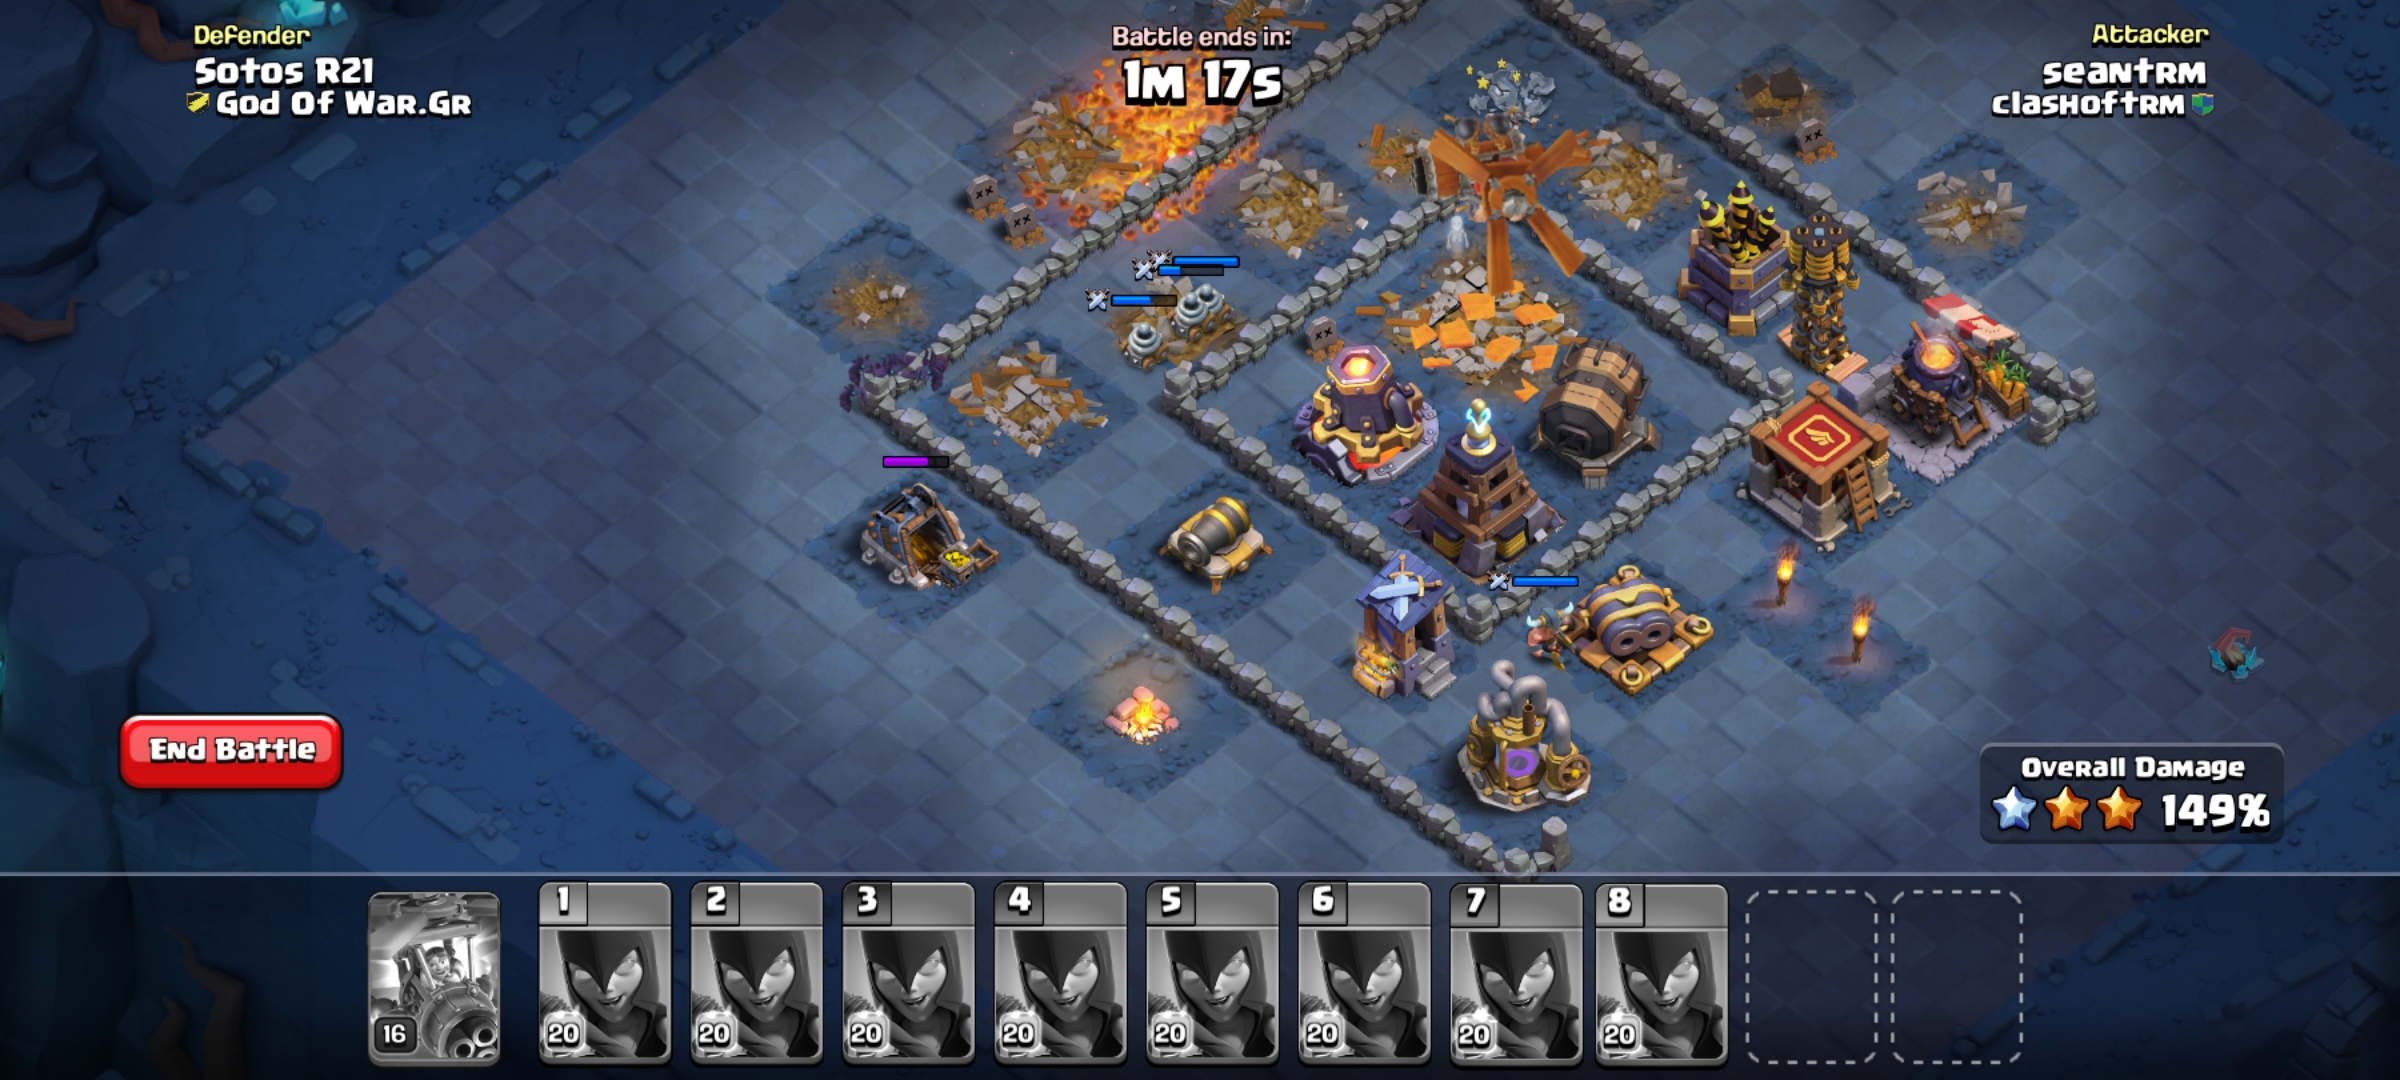 Defender
Sotos R21
God Of War.Gr
Battle ends in:
1M 17s
Attacker
seantrm
clashoftrm
End Battle
Overall Damage
149%
1
2
3
4
5
6
7
8
16
20
20
20
20
20
20
20
20